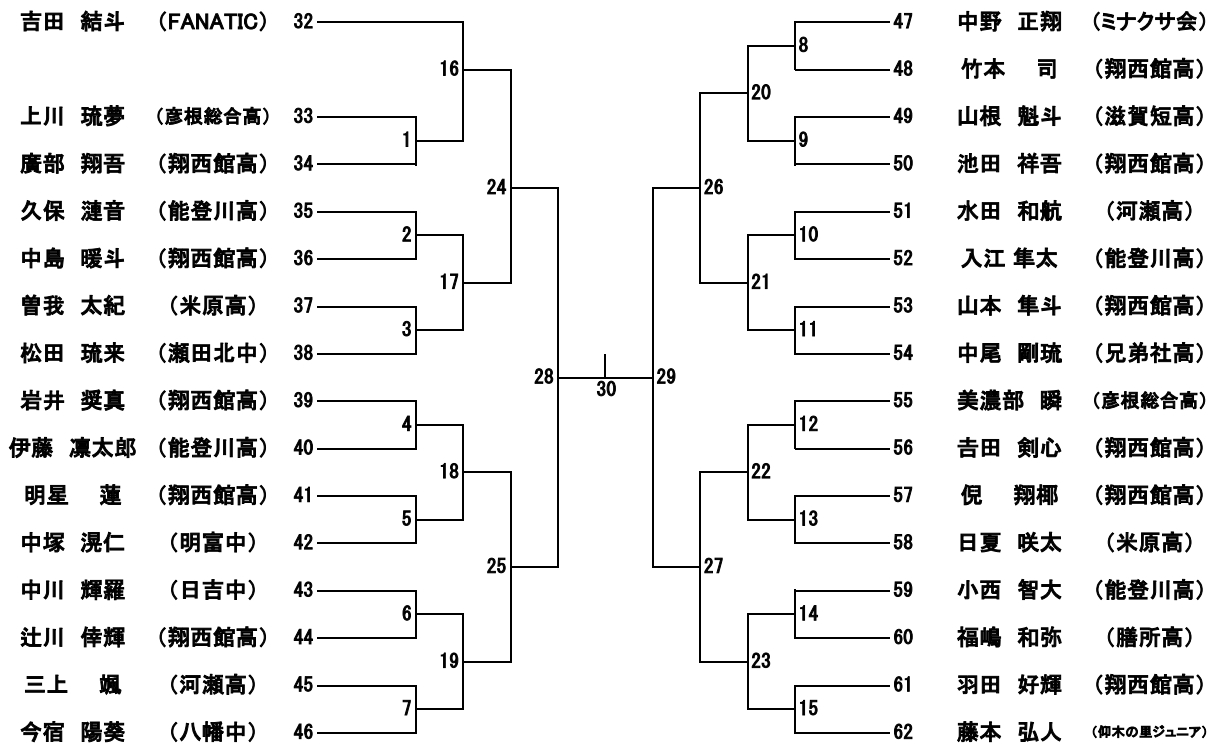 吉田 結斗 （FANATIC） 32
上川 琉夢 （彦根総合高） 33
廣部 翔吾 （翔西館高） 34
久保 漣音 （能登川高） 35
中島 暖斗 （翔西館高） 36
曽我 太紀 （米原高） 37
松田 琉来 （瀬田北中） 38
岩井 奨真 （翔西館高） 39
伊藤 凛太郎 （能登川高） 40
明星 蓮 （翔西館高） 41
中塚 滉仁 （明富中） 42
中川 輝羅 （日吉中） 43
辻川 倖輝 （翔西館高） 44
三上 颯 （河瀬高） 45
今宿 陽葵 （八幡中） 46
16
1
24
2
17
3
28
4
18
5
25
6
19
7
30
8
20
9
26
10
21
11
29
12
22
13
27
14
23
15
47 中野 正翔 （ミナクサ会）
48 竹本 司 （翔西館高）
49 山根 魁斗 （滋賀短高）
50 池田 祥吾 （翔西館高）
51 水田 和航 （河瀬高）
52 入江 隼太 （能登川高）
53 山本 隼斗 （翔西館高）
54 中尾 剛琉 （兄弟社高）
55 美濃部 瞬 （彦根総合高）
56 𠮷田 剣心 （翔西館高）
57 倪 翔椰 （翔西館高）
58 日夏 咲太 （米原高）
59 小西 智大 （能登川高）
60 福嶋 和弥 （膳所高）
61 羽田 好輝 （翔西館高）
62 藤本 弘人 （仰木の里ジュニア）